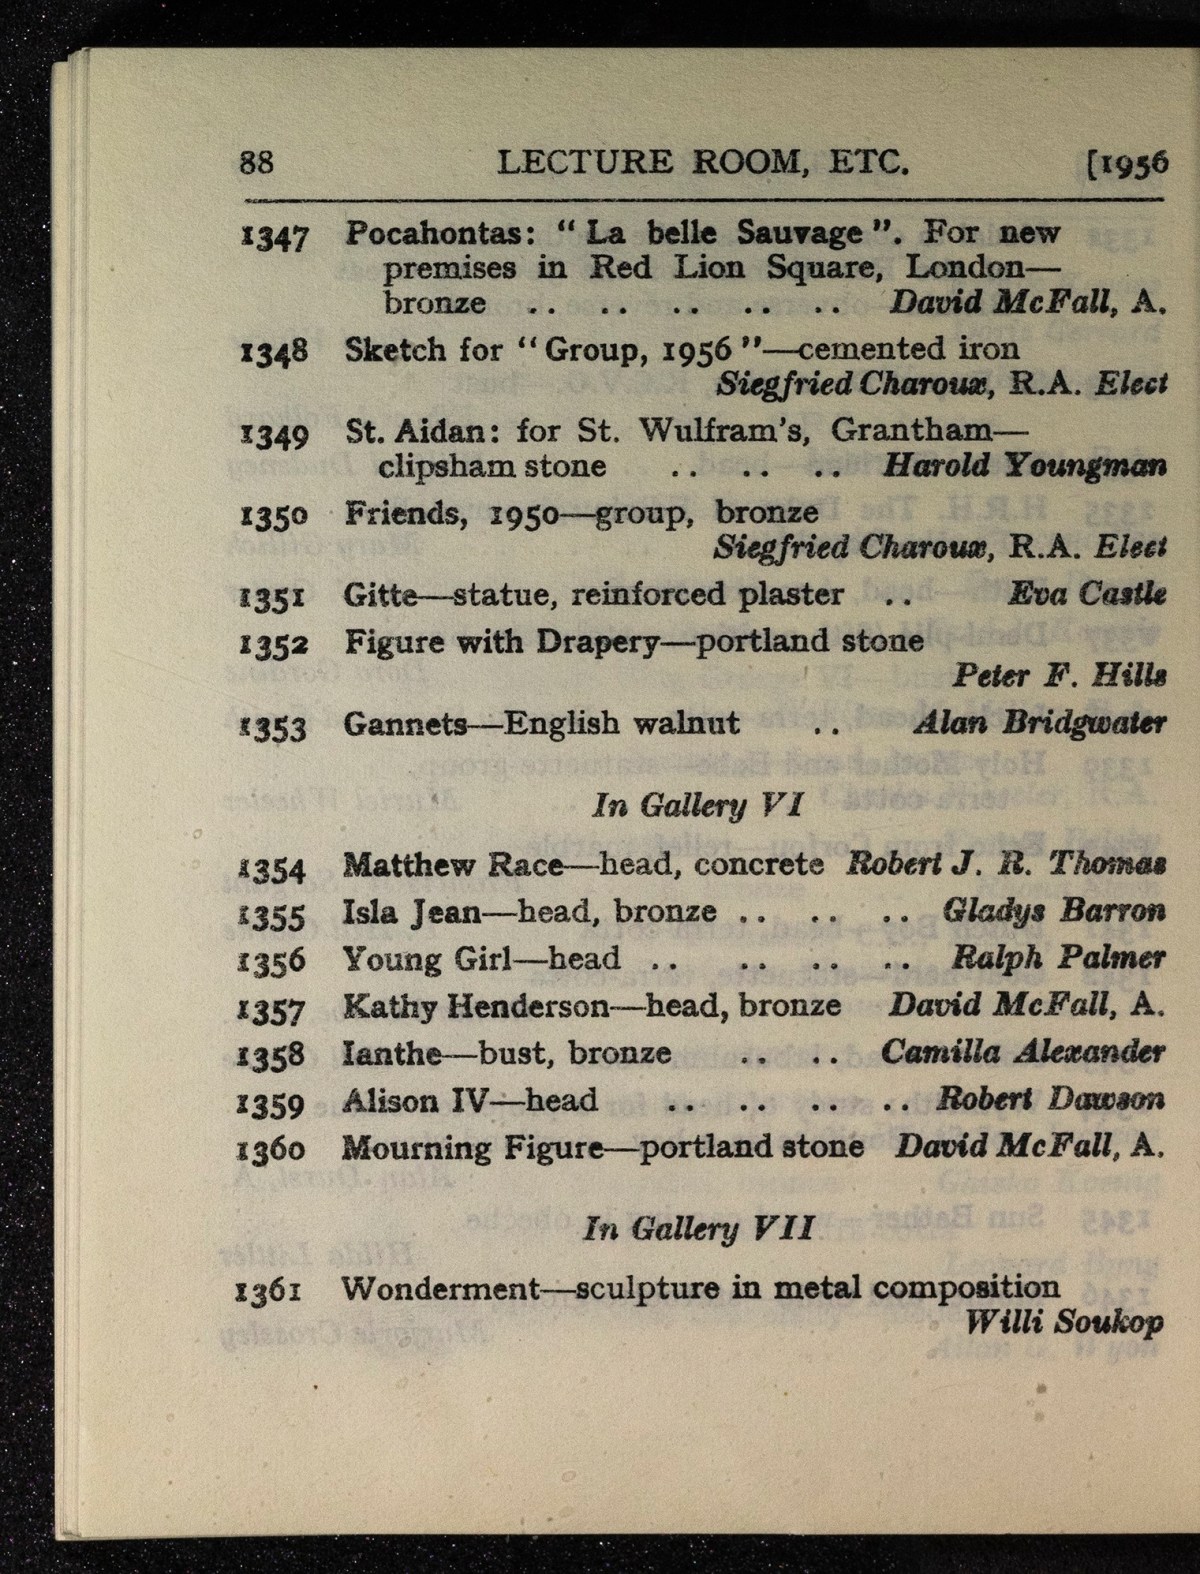 88 LECTURE ROOM, ETC. [1956
1347 Pocahontas: “ La belle Sauvage ”. For new
premises in Red Lion Square, London—
bronze .. .. .. .. .. David McFall, A.
1348 Sketch for “ Group, 1956 ”—cemented iron
Siegfried Charoux, R.A. Elect
1349 St. Aidan: for St. Wulfram’s, Grantham—
clipsham stone .. .. .. Harold Youngman
1350 Friends, 1950—group, bronze
Siegfried Charoux, R.A. Elect
1351 Gitte—statue, reinforced plaster .. Eva Castle
1352 Figure with Drapery—portland stone
Peter F. Hills
1353 Gannets—English walnut .. Alan Bridgwater
In Gallery VI
1354 Matthew Race—head, concrete Robert J. R. Thomas
1355 Isla Jean—head, bronze .. .. .. Gladys Barron
1356 Young Girl—head .. .. .. .. Ralph Palmer
1357 Kathy Henderson—head, bronze David McFall, A.
1358 Ianthe—bust, bronze .. .. Camilla Alexander
1359 Alison IV—head .. .. .. .. Robert Dawson
1360 Mourning Figure—portland stone David McFall, A.
In Gallery VII
1361 Wonderment—sculpture in metal composition
Willi Soukop